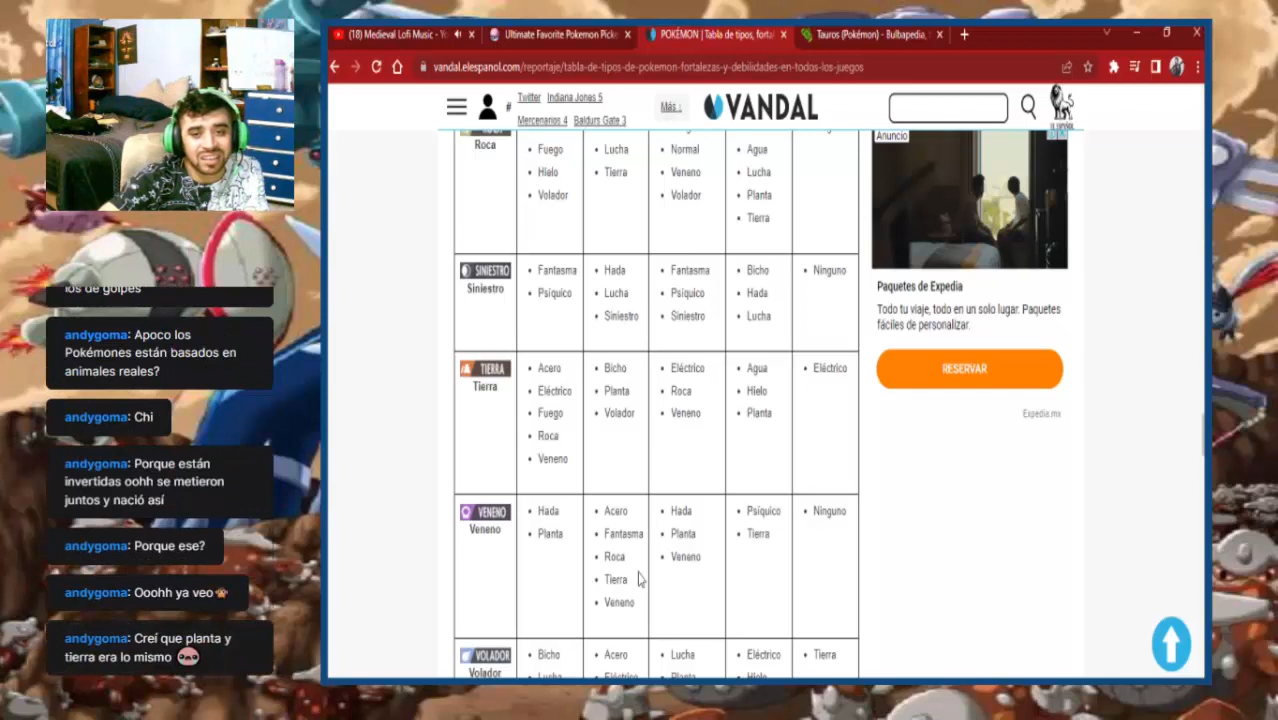 (18) Medieval Lofi Music - Yo
Ultimate Favorite Pokemon Picke
POKÉMON | Tabla de tipos, fortal
Tauros (Pokémon) - Bulbapedia,
vandal.elespanol.com/reportaje/tabla-de-tipos-de-pokemon-fortalezas-y-debilidades-en-todos-los-juegos
# Twitter Indiana Jones 5
Mercenarios 4 Baldurs Gate 3
Más ↓
VANDAL
EL ESPAÑOL
Anuncio
Roca
• Fuego
• Hielo
• Volador
• Lucha
• Tierra
• Normal
• Veneno
• Volador
• Agua
• Lucha
• Planta
• Tierra
SINIESTRO
Siniestro
• Fantasma
• Psíquico
• Hada
• Lucha
• Siniestro
• Fantasma
• Psíquico
• Siniestro
• Bicho
• Hada
• Lucha
• Ninguno
TIERRA
Tierra
• Acero
• Eléctrico
• Fuego
• Roca
• Veneno
• Bicho
• Planta
• Volador
• Eléctrico
• Roca
• Veneno
• Agua
• Hielo
• Planta
• Eléctrico
VENENO
Veneno
• Hada
• Planta
• Acero
• Fantasma
• Roca
• Tierra
• Veneno
• Hada
• Planta
• Veneno
• Psíquico
• Tierra
• Ninguno
VOLADOR
Volador
• Bicho
• Lucha
• Acero
• Eléctrico
• Lucha
• Planta
• Eléctrico
• Hielo
• Tierra
Paquetes de Expedia
Todo tu viaje, todo en un solo lugar. Paquetes
fáciles de personalizar.
RESERVAR
Expedia.mx
los de golpes
andygoma: Apoco los
Pokémones están basados en
animales reales?
andygoma: Chi
andygoma: Porque están
invertidas oohh se metieron
juntos y nació así
andygoma: Porque ese?
andygoma: Ooohh ya veo🙊
andygoma: Creí que planta y
tierra era lo mismo